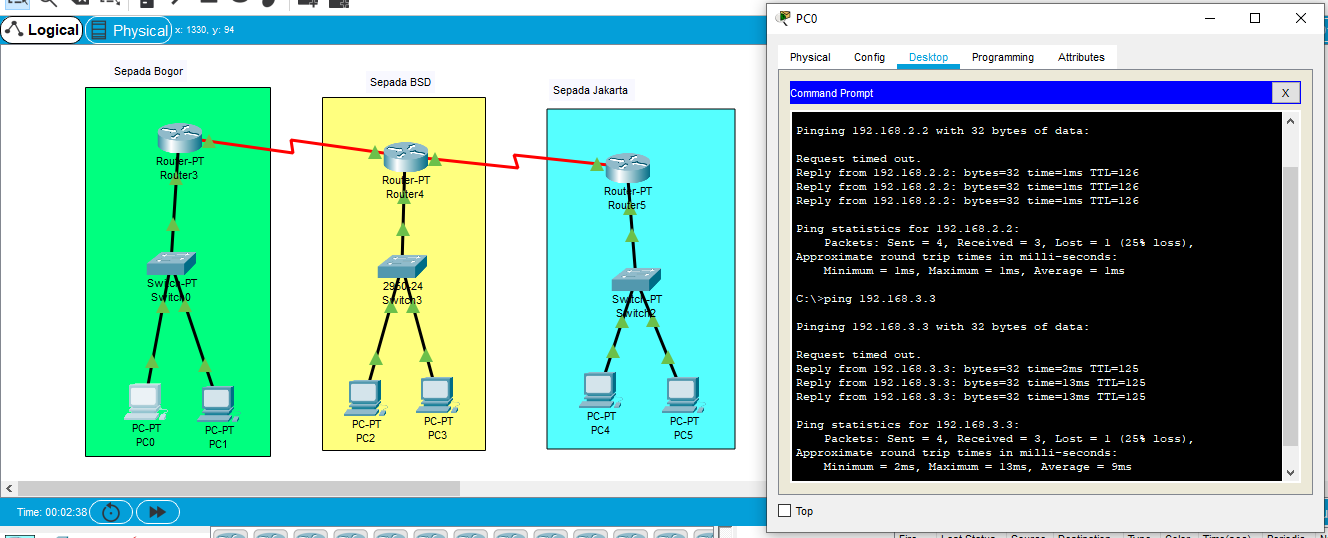 Logical
Physical
x: 1330, y: 94
Sepada Bogor
Sepada BSD
Sepada Jakarta
Router-PT
Router3
Router-PT
Router4
Router-PT
Router5
Switch-PT
Switch0
2950-24
Switch3
Switch-PT
Switch2
PC-PT
PC0
PC-PT
PC1
PC-PT
PC2
PC-PT
PC3
PC-PT
PC4
PC-PT
PC5
Time: 00:02:38
PC0
Physical
Config
Desktop
Programming
Attributes
Command Prompt
X
Pinging 192.168.2.2 with 32 bytes of data:
Request timed out.
Reply from 192.168.2.2: bytes=32 time=1ms TTL=126
Reply from 192.168.2.2: bytes=32 time=1ms TTL=126
Reply from 192.168.2.2: bytes=32 time=1ms TTL=126
Ping statistics for 192.168.2.2:
Packets: Sent = 4, Received = 3, Lost = 1 (25% loss),
Approximate round trip times in milli-seconds:
Minimum = 1ms, Maximum = 1ms, Average = 1ms
C:\>ping 192.168.3.3
Pinging 192.168.3.3 with 32 bytes of data:
Request timed out.
Reply from 192.168.3.3: bytes=32 time=2ms TTL=125
Reply from 192.168.3.3: bytes=32 time=13ms TTL=125
Reply from 192.168.3.3: bytes=32 time=13ms TTL=125
Ping statistics for 192.168.3.3:
Packets: Sent = 4, Received = 3, Lost = 1 (25% loss),
Approximate round trip times in milli-seconds:
Minimum = 2ms, Maximum = 13ms, Average = 9ms
Top
Fire Last Status Source Destination Type Color Time(sec) Periodic